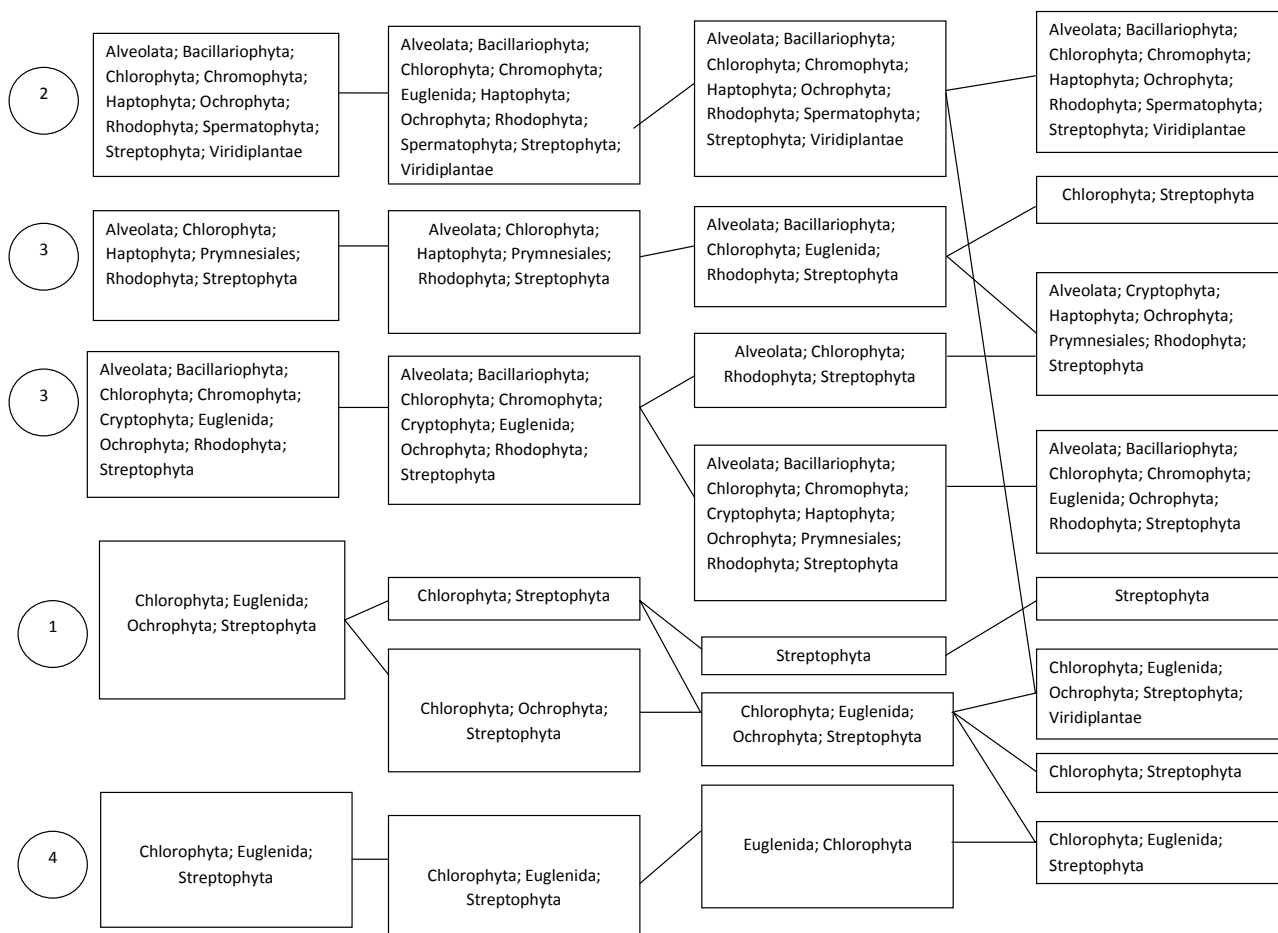 2
Alveolata; Bacillariophyta;
Chlorophyta; Chromophyta;
Haptophyta; Ochrophyta;
Rhodophyta; Spermatophyta;
Streptophyta; Viridiplantae
Alveolata; Bacillariophyta;
Chlorophyta; Chromophyta;
Euglenida; Haptophyta;
Ochrophyta; Rhodophyta;
Spermatophyta; Streptophyta;
Viridiplantae
Alveolata; Bacillariophyta;
Chlorophyta; Chromophyta;
Haptophyta; Ochrophyta;
Rhodophyta; Spermatophyta;
Streptophyta; Viridiplantae
Alveolata; Bacillariophyta;
Chlorophyta; Chromophyta;
Haptophyta; Ochrophyta;
Rhodophyta; Spermatophyta;
Streptophyta; Viridiplantae
Chlorophyta; Streptophyta
3
Alveolata; Chlorophyta;
Haptophyta; Prymnesiales;
Rhodophyta; Streptophyta
Alveolata; Chlorophyta;
Haptophyta; Prymnesiales;
Rhodophyta; Streptophyta
Alveolata; Bacillariophyta;
Chlorophyta; Euglenida;
Rhodophyta; Streptophyta
Alveolata; Cryptophyta;
Haptophyta; Ochrophyta;
Prymnesiales; Rhodophyta;
Streptophyta
3
Alveolata; Bacillariophyta;
Chlorophyta; Chromophyta;
Cryptophyta; Euglenida;
Ochrophyta; Rhodophyta;
Streptophyta
Alveolata; Bacillariophyta;
Chlorophyta; Chromophyta;
Cryptophyta; Euglenida;
Ochrophyta; Rhodophyta;
Streptophyta
Alveolata; Chlorophyta;
Rhodophyta; Streptophyta
Alveolata; Bacillariophyta;
Chlorophyta; Chromophyta;
Cryptophyta; Haptophyta;
Ochrophyta; Prymnesiales;
Rhodophyta; Streptophyta
Alveolata; Bacillariophyta;
Chlorophyta; Chromophyta;
Euglenida; Ochrophyta;
Rhodophyta; Streptophyta
1
Chlorophyta; Euglenida;
Ochrophyta; Streptophyta
Chlorophyta; Streptophyta
Chlorophyta; Ochrophyta;
Streptophyta
Streptophyta
Chlorophyta; Euglenida;
Ochrophyta; Streptophyta
Streptophyta
Chlorophyta; Euglenida;
Ochrophyta; Streptophyta;
Viridiplantae
Chlorophyta; Streptophyta
4
Chlorophyta; Euglenida;
Streptophyta
Chlorophyta; Euglenida;
Streptophyta
Euglenida; Chlorophyta
Chlorophyta; Euglenida;
Streptophyta